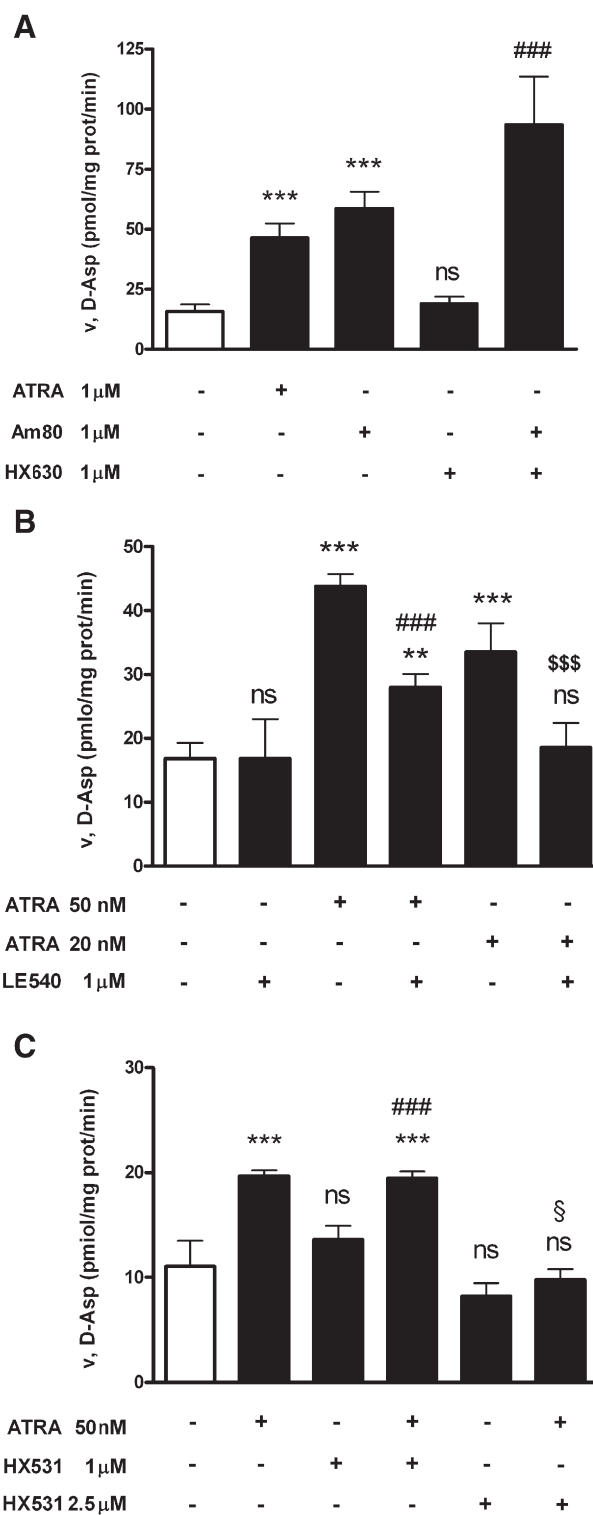 A
v, D-Asp (pmol/mg prot/min)
125
100
75
50
25
0
***
***
ns
###
ATRA 1µM - + - - -
Am80 1µM - - + - +
HX630 1µM - - - + +
B
v, D-Asp (pmlo/mg prot/min)
50
40
30
20
10
0
ns
***
###
**
***
$$$
ns
ATRA 50 nM - - + + - -
ATRA 20 nM - - - - + +
LE540 1µM - + - + - +
C
v, D-Asp (pmiol/mg prot/min)
30
20
10
0
***
ns
###
***
ns
§
ns
ATRA 50nM - + - + - +
HX531 1µM - - + + - -
HX531 2.5µM - - - - + +